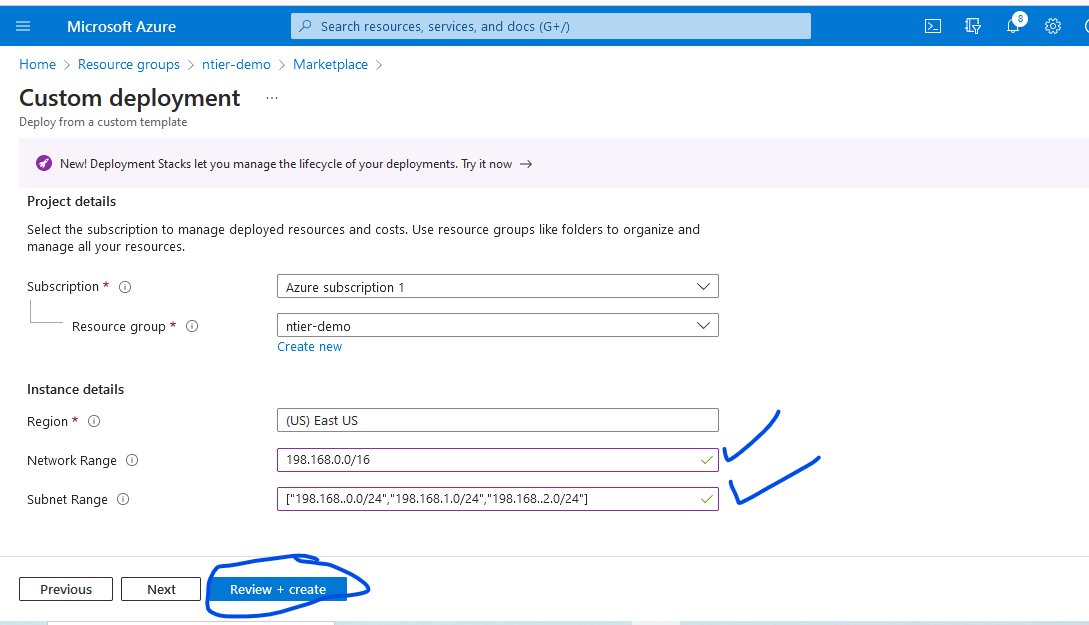 Microsoft Azure
Search resources, services, and docs (G+/)
8
Home > Resource groups > ntier-demo > Marketplace >
Custom deployment ...
Deploy from a custom template
New! Deployment Stacks let you manage the lifecycle of your deployments. Try it now →
Project details
Select the subscription to manage deployed resources and costs. Use resource groups like folders to organize and
manage all your resources.
Subscription *
Azure subscription 1
Resource group *
ntier-demo
Create new
Instance details
Region *
(US) East US
Network Range
198.168.0.0/16
Subnet Range
["198.168..0.0/24","198.168.1.0/24","198.168..2.0/24"]
Previous
Next
Review + create